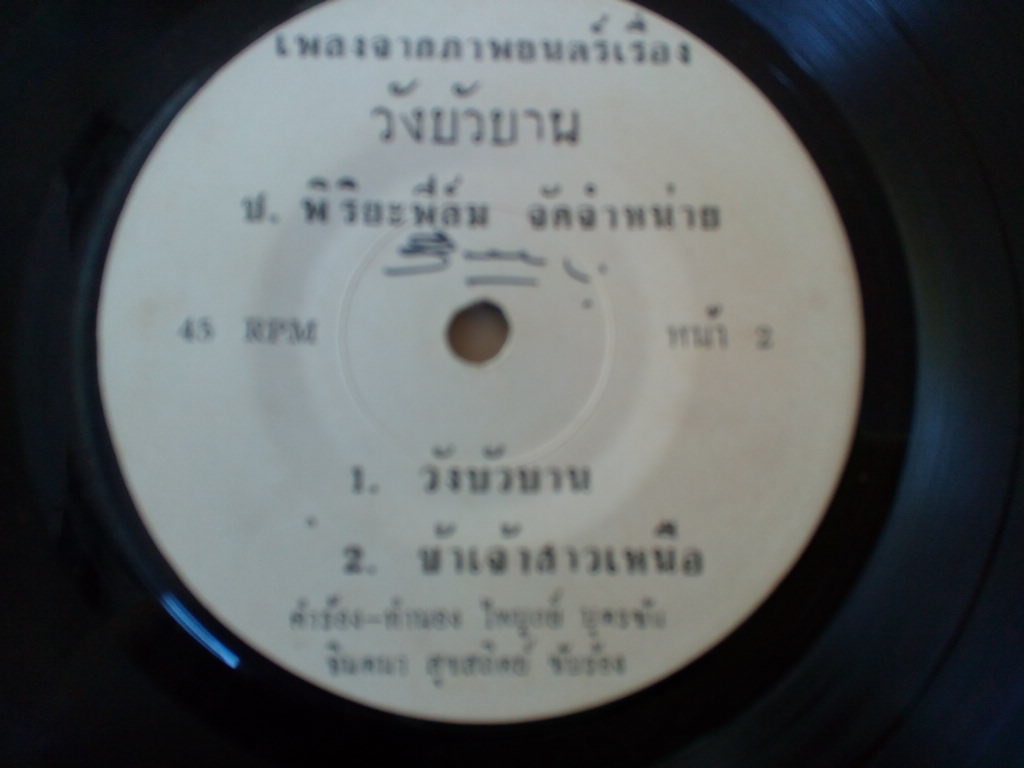 เพลงจากภาพยนตร์เรื่อง
วังบัวบาน
ป. พิริยะฟิล์ม จัดจำหน่าย
45 RPM
หน้า 2
1. วังบัวบาน
2. น้ำเจ้าสาวเหนือ
คำร้อง-ทำนอง ไพบูลย์ บุตรขัน
จินตนา สุขสถิตย์ ขับร้อง